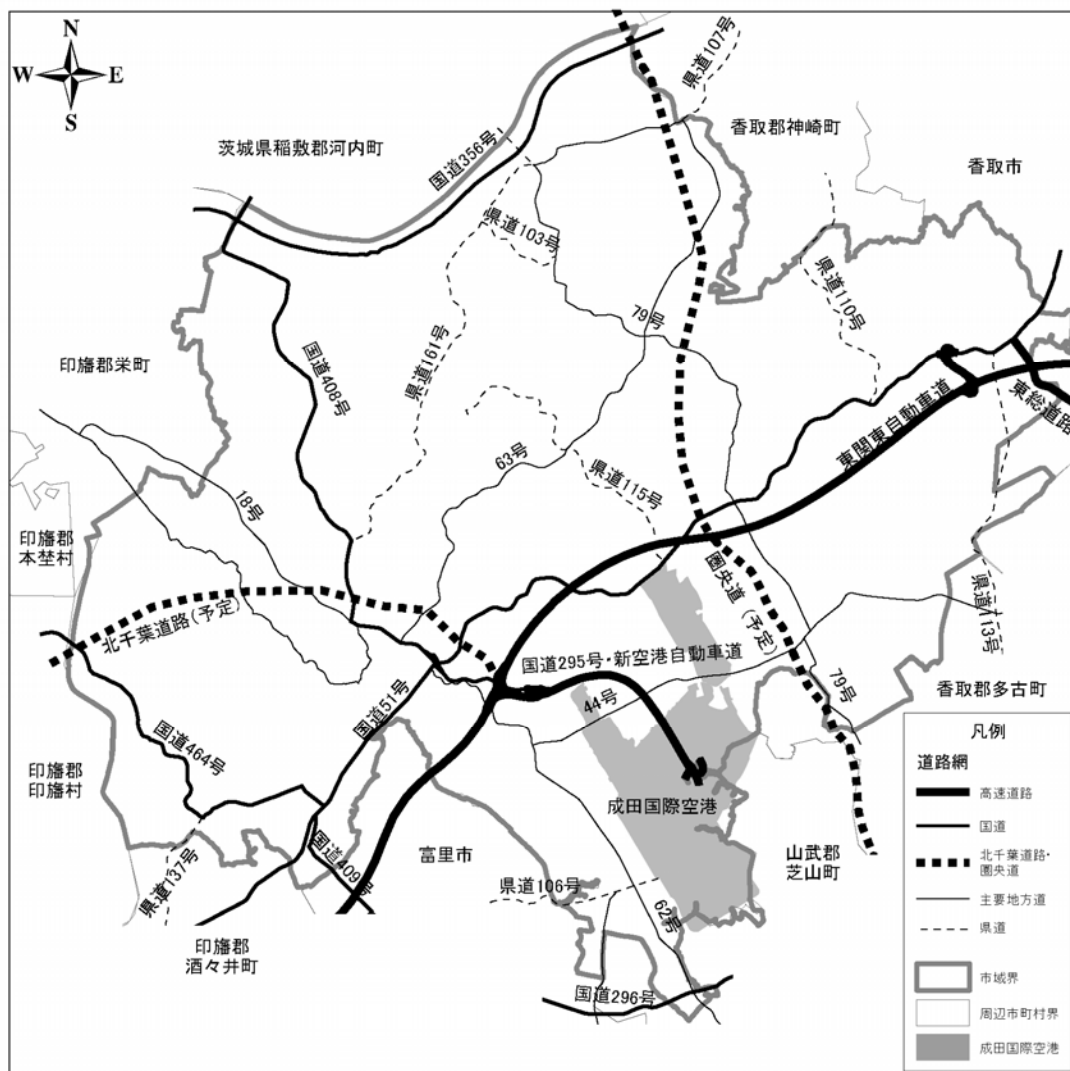 N
W
E
S
県道107号
香取郡神崎町
茨城県稲敷郡河内町
国道356号
香取市
県道103号
県道110号
79号
県道161号
印旛郡栄町
国道408号
東関東自動車道
東総道路
63号
県道115号
18号
印旛郡
本埜村
圏央道(予定)
県道113号
北千葉道路(予定)
国道295号・新空港自動車道
79号
44号
国道51号
香取郡多古町
国道464号
印旛郡
印旛村
成田国際空港
国道409号
富里市
山武郡
芝山町
県道137号
県道106号
62号
印旛郡
酒々井町
国道296号
凡例
道路網
高速道路
国道
北千葉道路・
圏央道
主要地方道
県道
市域界
周辺市町村界
成田国際空港